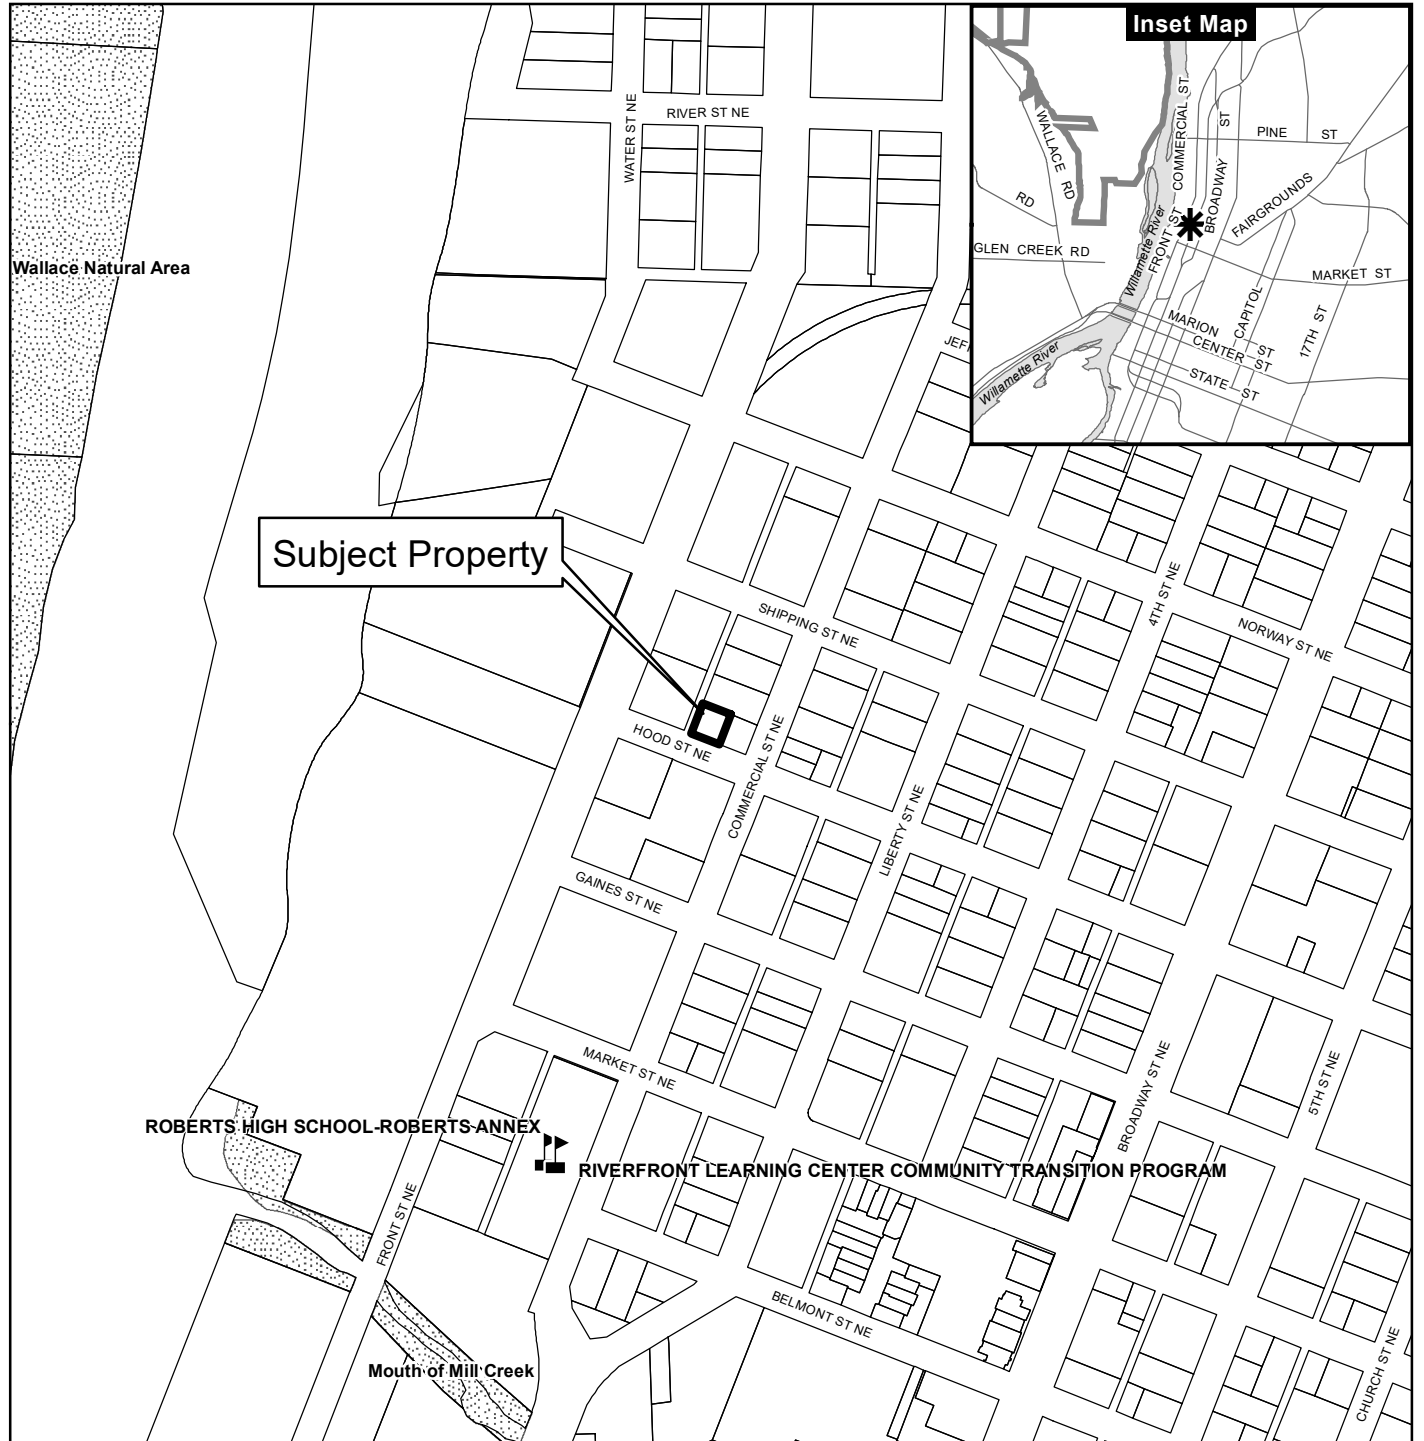 Inset Map
COMMERCIAL ST
ST
PINE ST
WALLACE RD
RD
BROADWAY
FAIRGROUNDS
FRONT ST
Willamette River
GLEN CREEK RD
MARKET ST
CAPITOL
ST
17TH ST
MARION
CENTER ST
STATE ST
Willamette River
RIVER ST NE
WATER ST NE
Wallace Natural Area
Subject Property
SHIPPING ST NE
4TH ST NE
NORWAY ST NE
HOOD ST NE
COMMERCIAL ST NE
LIBERTY ST NE
GAINES ST NE
MARKET ST NE
BROADWAY ST NE
5TH ST NE
ROBERTS HIGH SCHOOL-ROBERTS ANNEX
RIVERFRONT LEARNING CENTER COMMUNITY TRANSITION PROGRAM
FRONT ST NE
BELMONT ST NE
Mouth of Mill Creek
CHURCH ST NE